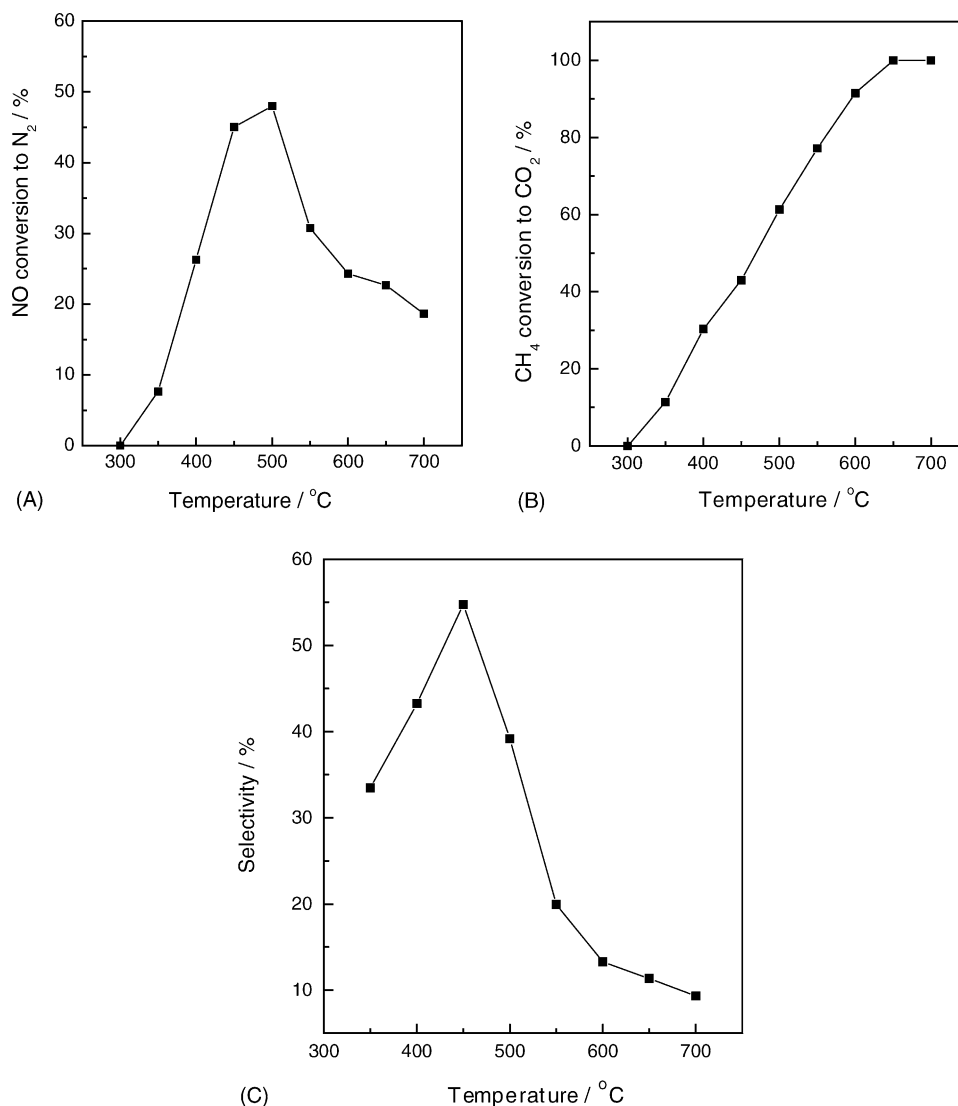 60
50
40
30
20
10
0
NO conversion to N₂ / %
300 400 500 600 700
(A) Temperature / °C
100
80
60
40
20
0
CH₄ conversion to CO₂ / %
300 400 500 600 700
(B) Temperature / °C
60
50
40
30
20
10
Selectivity / %
300 400 500 600 700
(C) Temperature / °C